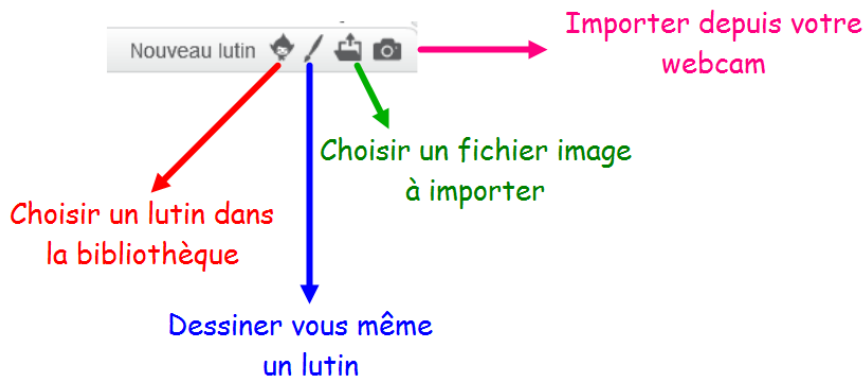 Importer depuis votre
webcam
Nouveau lutin
Choisir un fichier image
à importer
Choisir un lutin dans
la bibliothèque
Dessiner vous même
un lutin